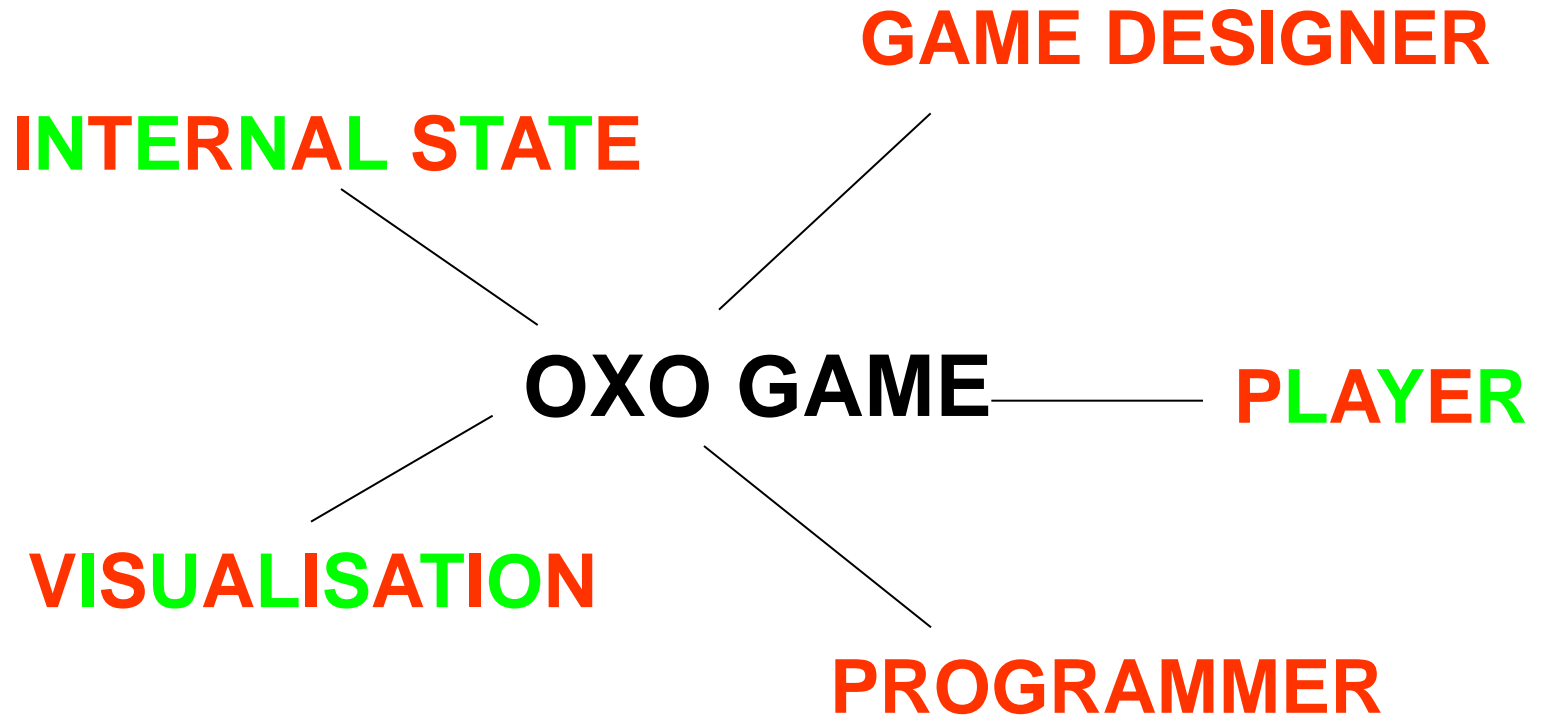 GAME DESIGNER
INTERNAL STATE
OXO GAME
PLAYER
VISUALISATION
PROGRAMMER